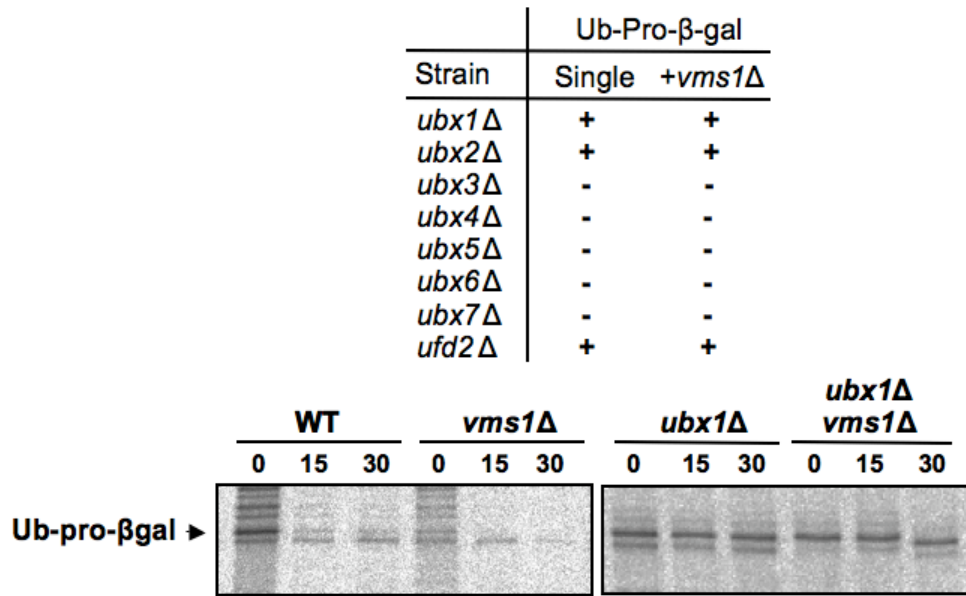 Ub-Pro-β-gal
Strain Single +vms1Δ
ubx1Δ + +
ubx2Δ + +
ubx3Δ - -
ubx4Δ - -
ubx5Δ - -
ubx6Δ - -
ubx7Δ - -
ufd2Δ + +
WT vms1Δ ubx1Δ ubx1Δ
vms1Δ
0 15 30 0 15 30 0 15 30 0 15 30
Ub-pro-βgal